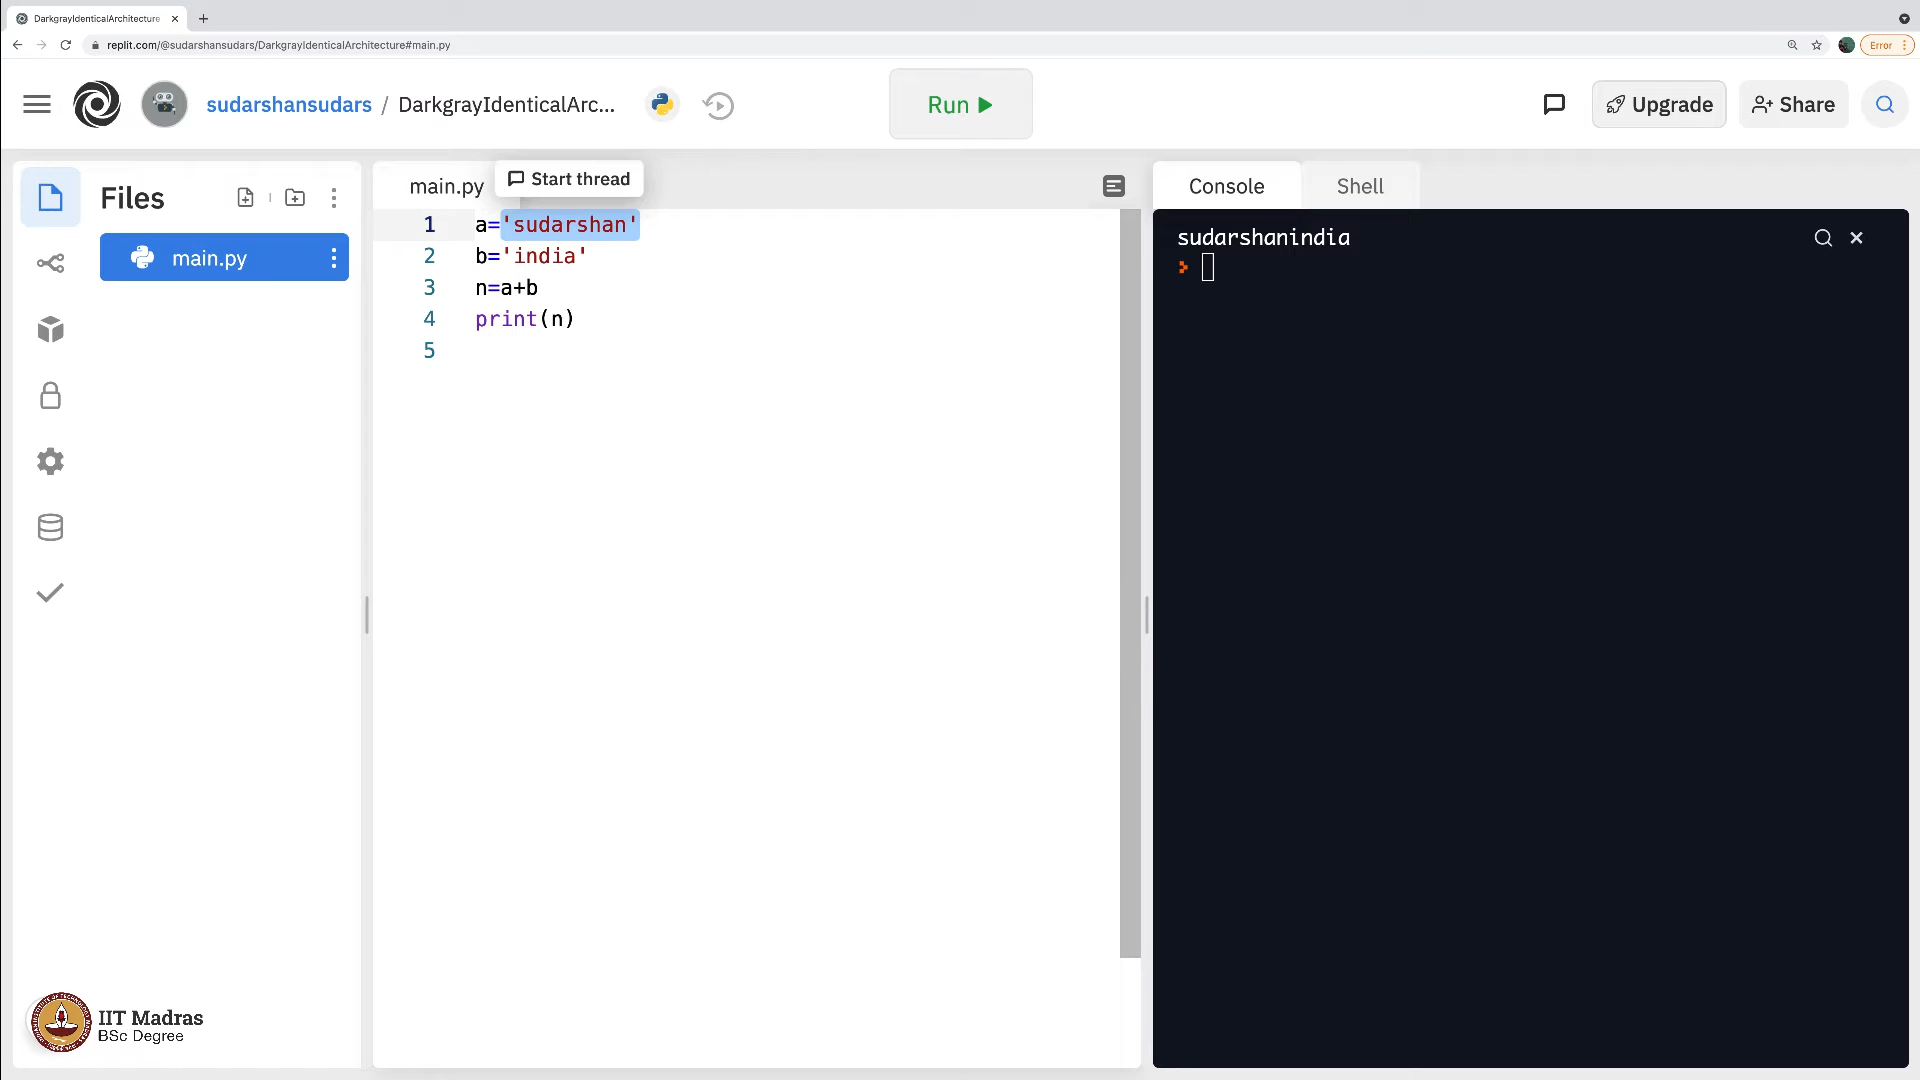 DarkgrayIdenticalArchitecture
replit.com/@sudarshansudars/DarkgrayIdenticalArchitecture#main.py
Error
sudarshansudars / DarkgrayIdenticalArc...
Run
Upgrade
Share
Files
main.py
main.py
Start thread
1 a='sudarshan'
2 b='india'
3 n=a+b
4 print(n)
5
Console
Shell
sudarshanindia
IIT Madras
BSc Degree